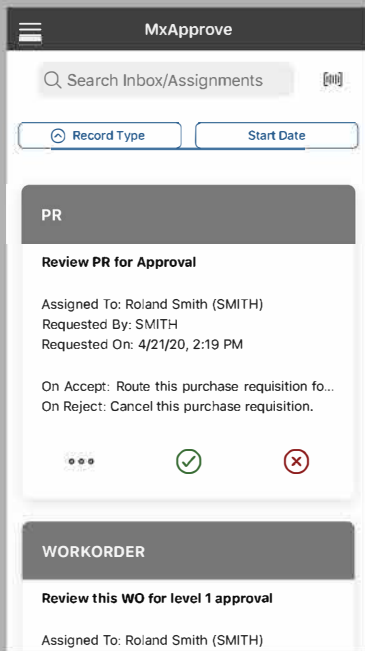 MxApprove
Search Inbox/Assignments
Record Type
Start Date
PR
Review PR for Approval
Assigned To: Roland Smith (SMITH)
Requested By: SMITH
Requested On: 4/21/20, 2:19 PM
On Accept: Route this purchase requisition fo...
On Reject: Cancel this purchase requisition.
WORKORDER
Review this WO for level 1 approval
Assigned To: Roland Smith (SMITH)